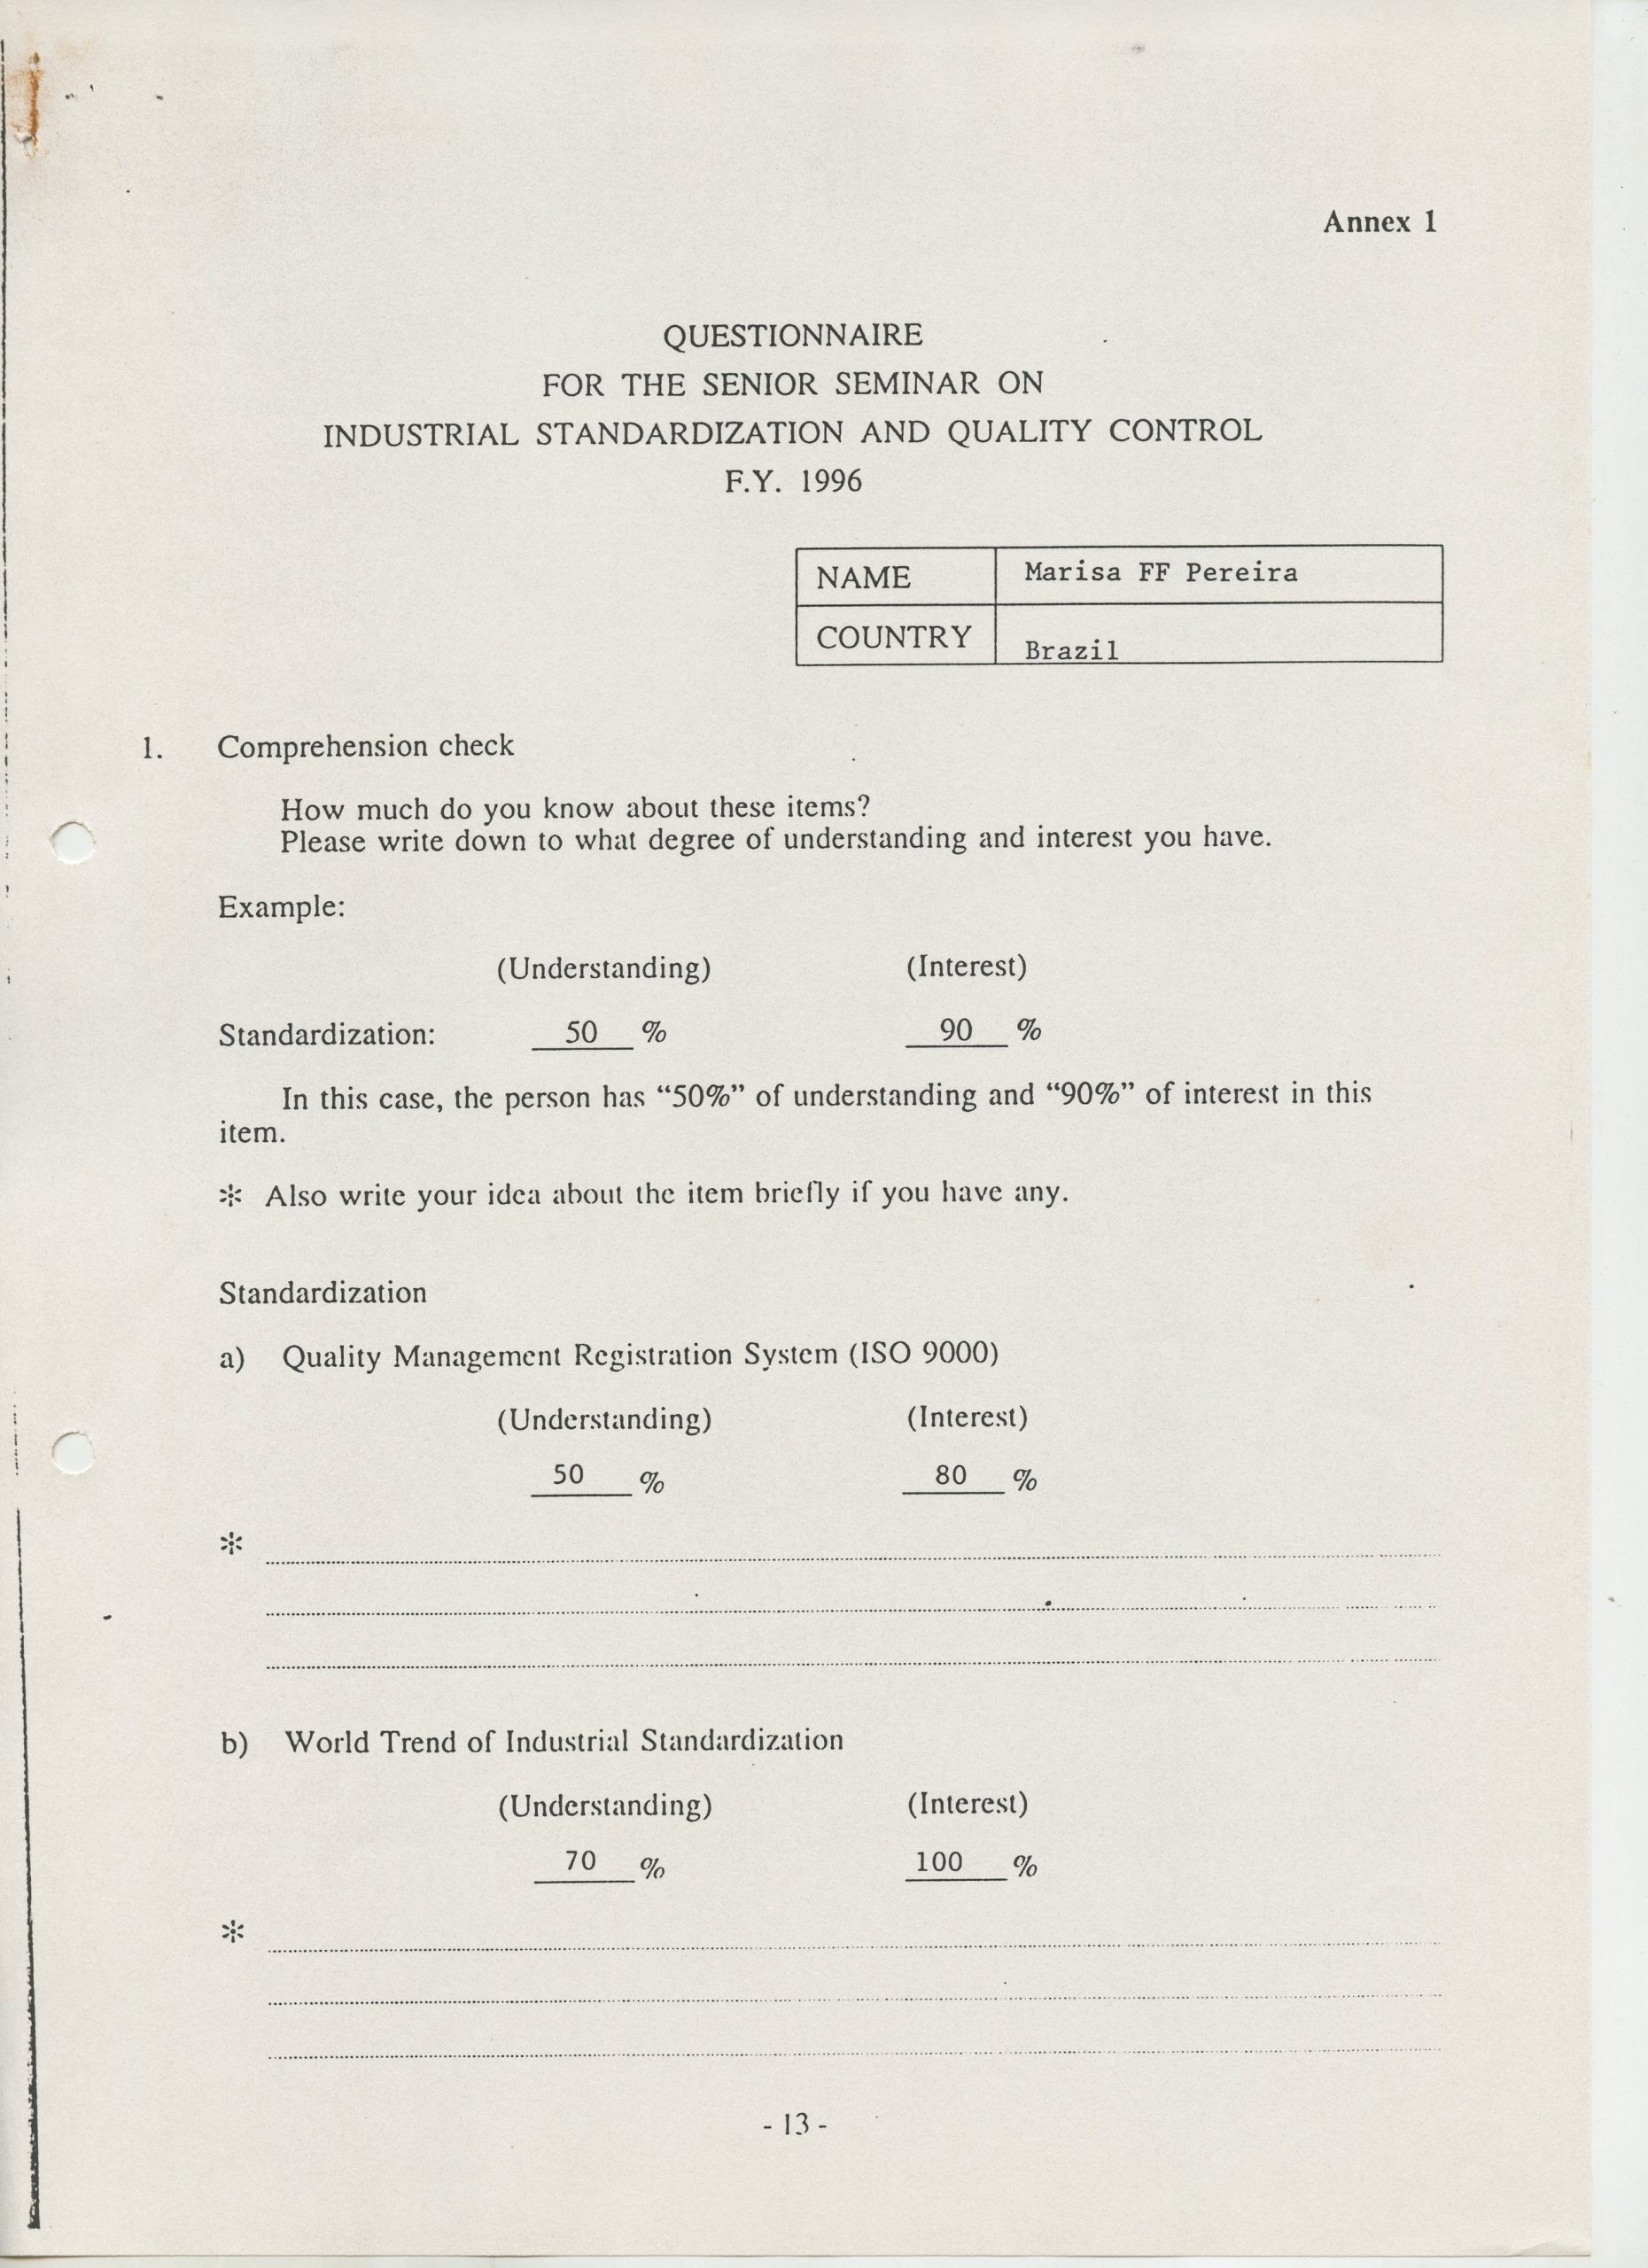 Annex 1
QUESTIONNAIRE
FOR THE SENIOR SEMINAR ON
INDUSTRIAL STANDARDIZATION AND QUALITY CONTROL
F.Y. 1996
NAME Marisa FF Pereira
COUNTRY Brazil
1. Comprehension check
How much do you know about these items?
Please write down to what degree of understanding and interest you have.
Example:
(Understanding) (Interest)
Standardization: 50 % 90 %
In this case, the person has “50%” of understanding and “90%” of interest in this
item.
* Also write your idea about the item briefly if you have any.
Standardization
a) Quality Management Registration System (ISO 9000)
(Understanding) (Interest)
50 % 80 %
*
b) World Trend of Industrial Standardization
(Understanding) (Interest)
70 % 100 %
*
- 13 -